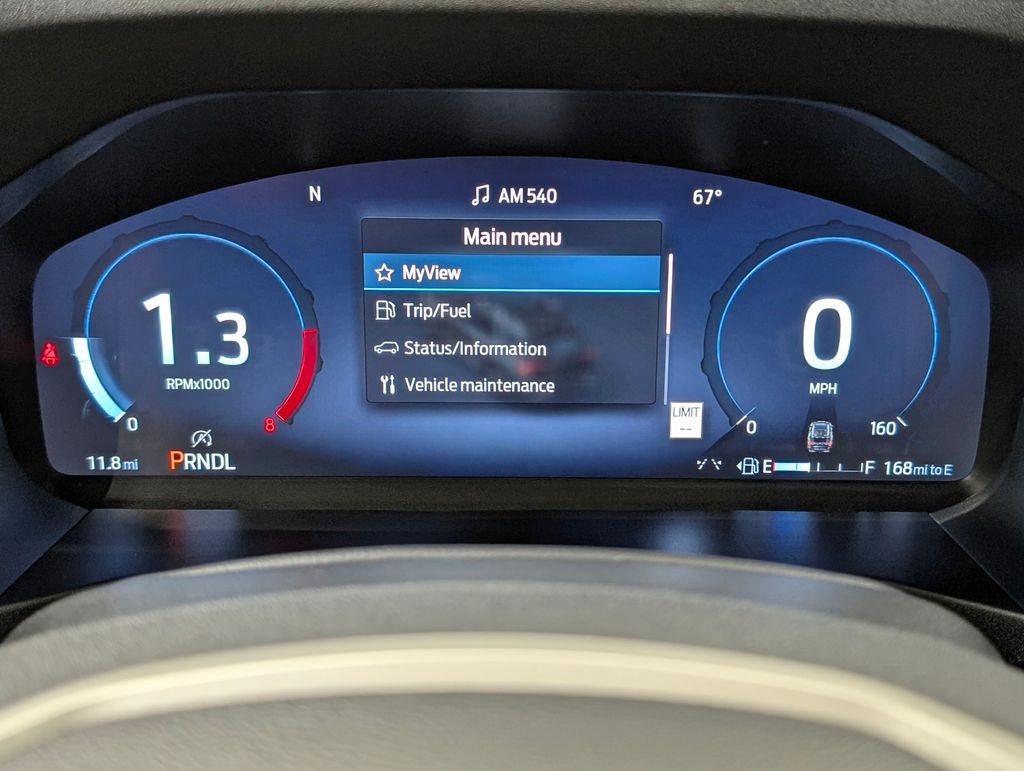 N
AM 540
67°
Main menu
MyView
Trip/Fuel
Status/Information
Vehicle maintenance
1.3
RPMx1000
0
8
0
MPH
0
160
LIMIT
--
11.8 mi
PRNDL
E
F
168 mi to E